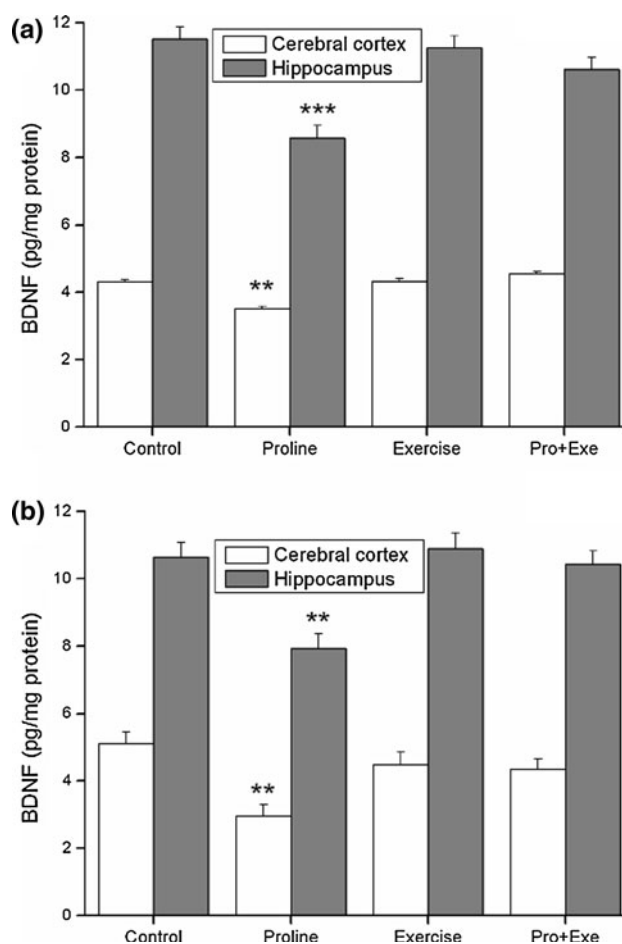 (a)
12
10
8
6
4
2
0
BDNF (pg/mg protein)
Cerebral cortex
Hippocampus
**
***
Control Proline Exercise Pro+Exe
(b)
12
10
8
6
4
2
0
BDNF (pg/mg protein)
Cerebral cortex
Hippocampus
**
**
Control Proline Exercise Pro+Exe